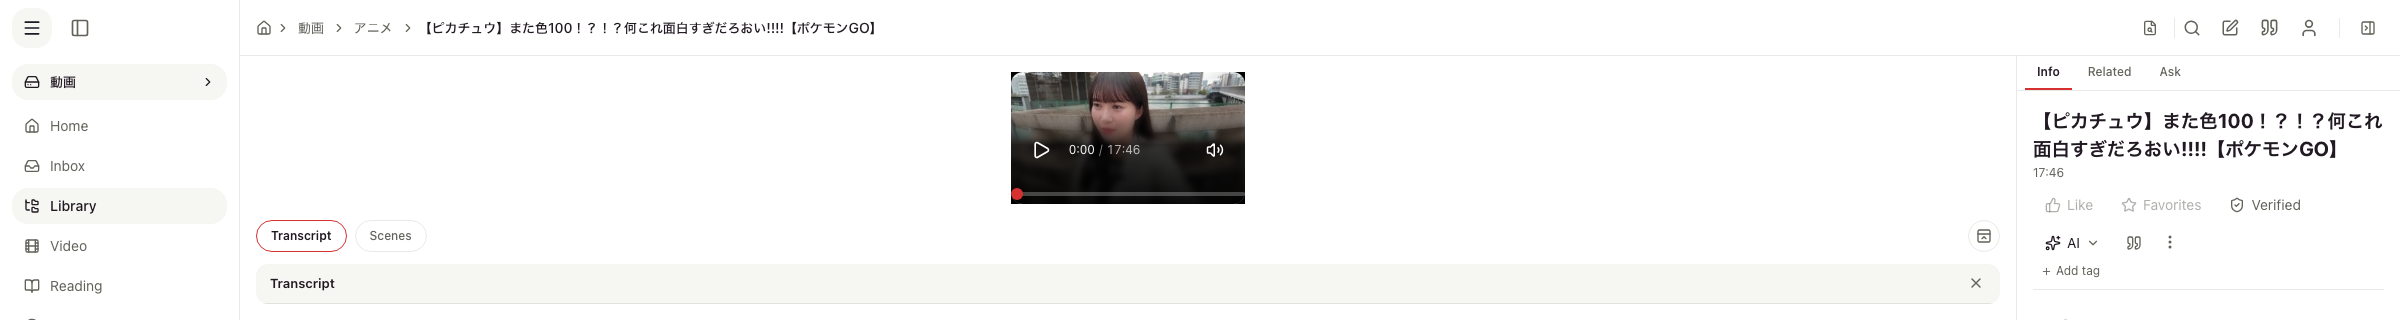 動画
アニメ
【ピカチュウ】また色100！？！？何これ面白すぎだろおい!!!!【ポケモンGO】
動画
Home
Inbox
Library
Video
Reading
0:00 / 17:46
Transcript
Scenes
Transcript
Info
Related
Ask
【ピカチュウ】また色100！？！？何これ
面白すぎだろおい!!!!【ポケモンGO】
17:46
Like
Favorites
Verified
AI
+ Add tag